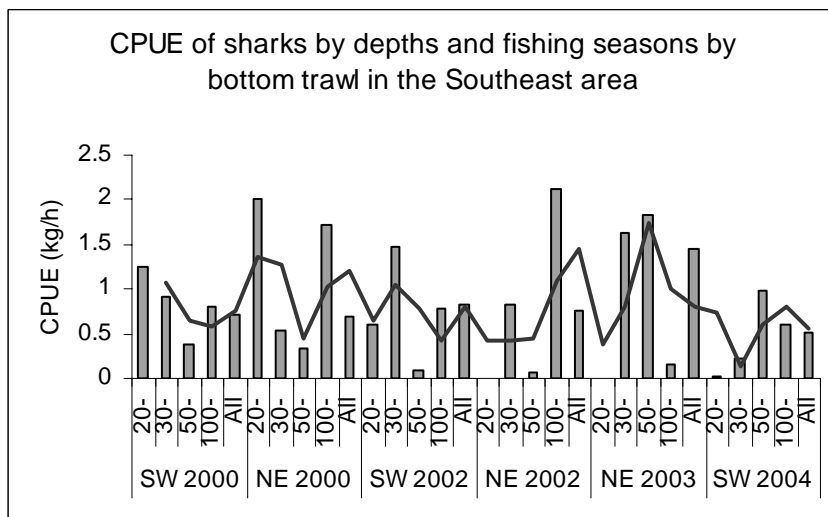 CPUE of sharks by depths and fishing seasons by
bottom trawl in the Southeast area
2.5
2
1.5
1
0.5
0
CPUE (kg/h)
20- 30- 50- 100- All 20- 30- 50- 100- All 20- 30- 50- 100- All 20- 30- 50- 100- All 20- 30- 50- 100- All 20- 30- 50- 100- All
SW 2000 NE 2000 SW 2002 NE 2002 NE 2003 SW 2004